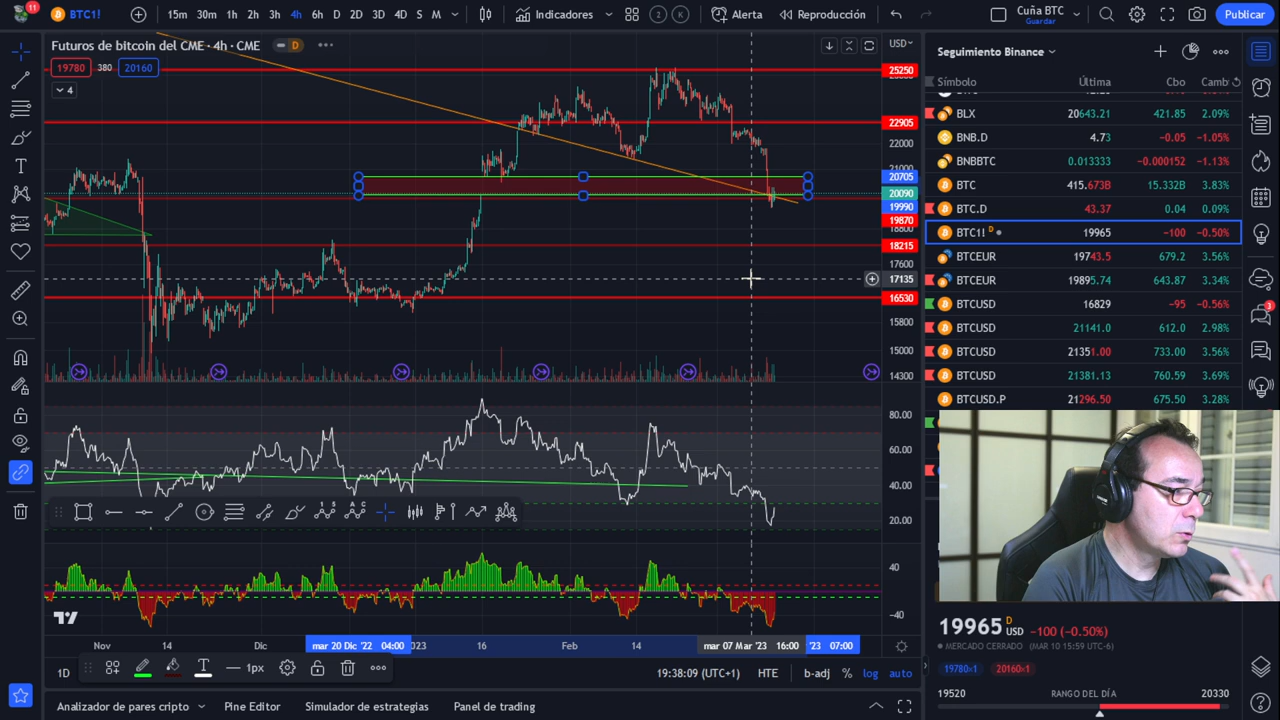 11
BTC1!
15m 30m 1h 2h 3h 4h 6h D 2D 3D 4D S M
Indicadores
2 K
Alerta
Reproducción
Cuña BTC
Guardar
Publicar
Futuros de bitcoin del CME · 4h · CME
D
USD
19780 380 20160
4
25250
22905
22000
20705
20090
19990
19870
18215
17600
17135
16530
15800
15000
14300
80.00
60.00
40.00
20.00
40
−40
Nov 14 Dic mar 20 Dic '22 04:00 16 Feb 14 mar 07 Mar '23 16:00 '23 07:00
1px
1D
19:38:09 (UTC+1) HTE b-adj % log auto
Analizador de pares cripto Pine Editor Simulador de estrategias Panel de trading
Seguimiento Binance
Símbolo Última Cbo
BLX 20643.21 421.85 2.09%
BNB.D 4.73 −0.05 −1.05%
BNBBTC 0.013333 −0.000152 −1.13%
BTC 415.673B 15.332B 3.83%
BTC.D 43.37 0.04 0.09%
BTC1! D 19965 −100 −0.50%
BTCEUR 19743.5 679.2 3.56%
BTCEUR 19895.74 643.87 3.34%
BTCUSD 16829 −95 −0.56%
BTCUSD 21141.0 612.0 2.98%
BTCUSD 21351.00 733.00 3.56%
BTCUSD 21381.13 760.59 3.69%
BTCUSD.P 21296.50 675.50 3.28%
3
19965 D USD −100 (−0.50%)
MERCADO CERRADO (MAR 10 15:59 UTC-6)
19780×1 20160×1
19520 RANGO DEL DÍA 20330